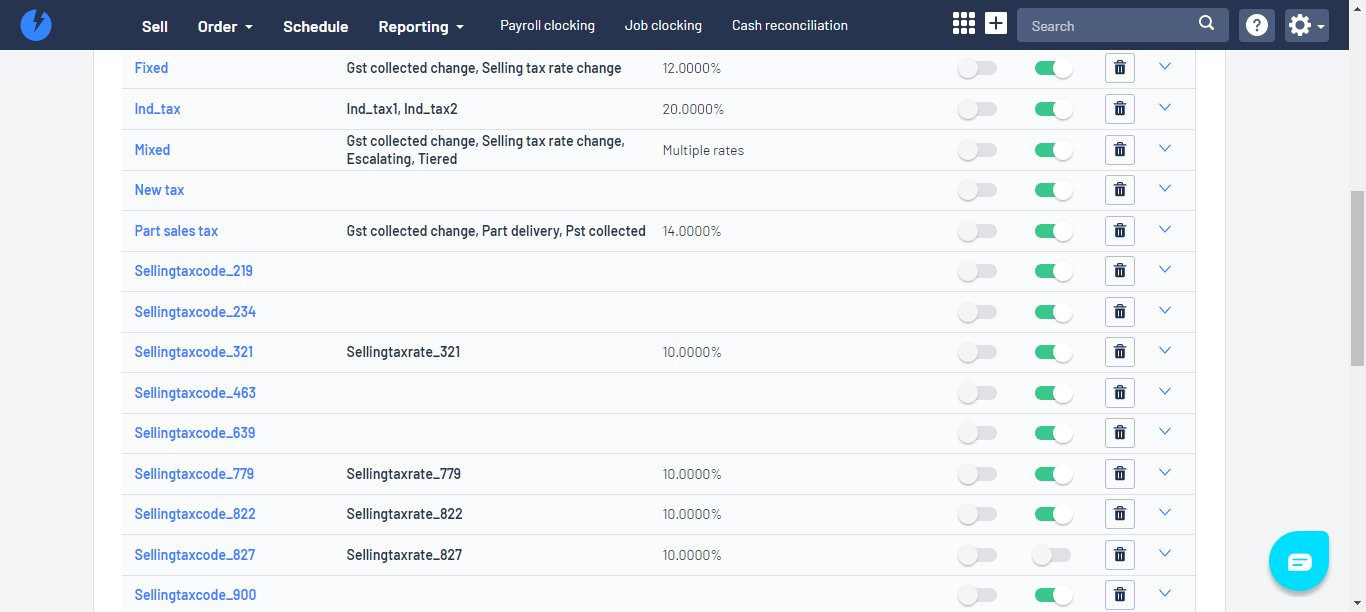 Sell Order Schedule Reporting Payroll clocking Job clocking Cash reconciliation Search
Fixed Gst collected change, Selling tax rate change 12.0000%
Ind_tax Ind_tax1, Ind_tax2 20.0000%
Mixed Gst collected change, Selling tax rate change, Escalating, Tiered Multiple rates
New tax
Part sales tax Gst collected change, Part delivery, Pst collected 14.0000%
Sellingtaxcode_219
Sellingtaxcode_234
Sellingtaxcode_321 Sellingtaxrate_321 10.0000%
Sellingtaxcode_463
Sellingtaxcode_639
Sellingtaxcode_779 Sellingtaxrate_779 10.0000%
Sellingtaxcode_822 Sellingtaxrate_822 10.0000%
Sellingtaxcode_827 Sellingtaxrate_827 10.0000%
Sellingtaxcode_900